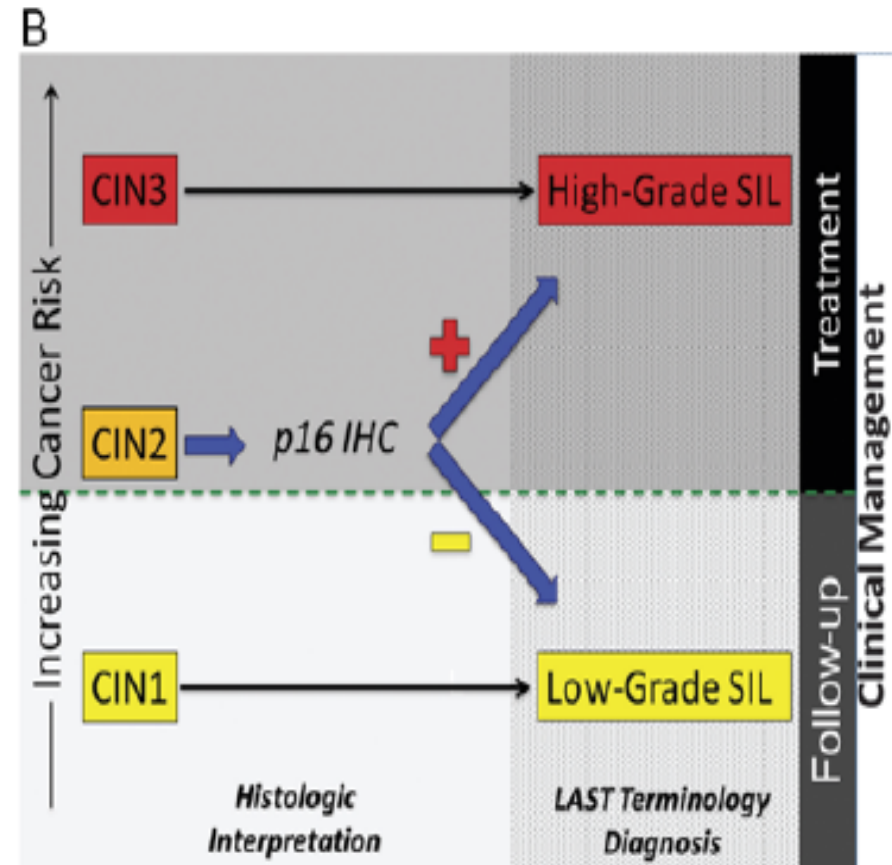 B
CIN3
High-Grade SIL
+
CIN2
p16 IHC
-
CIN1
Low-Grade SIL
Increasing Cancer Risk
Histologic
Interpretation
LAST Terminology
Diagnosis
Treatment
Follow-up
Clinical Management